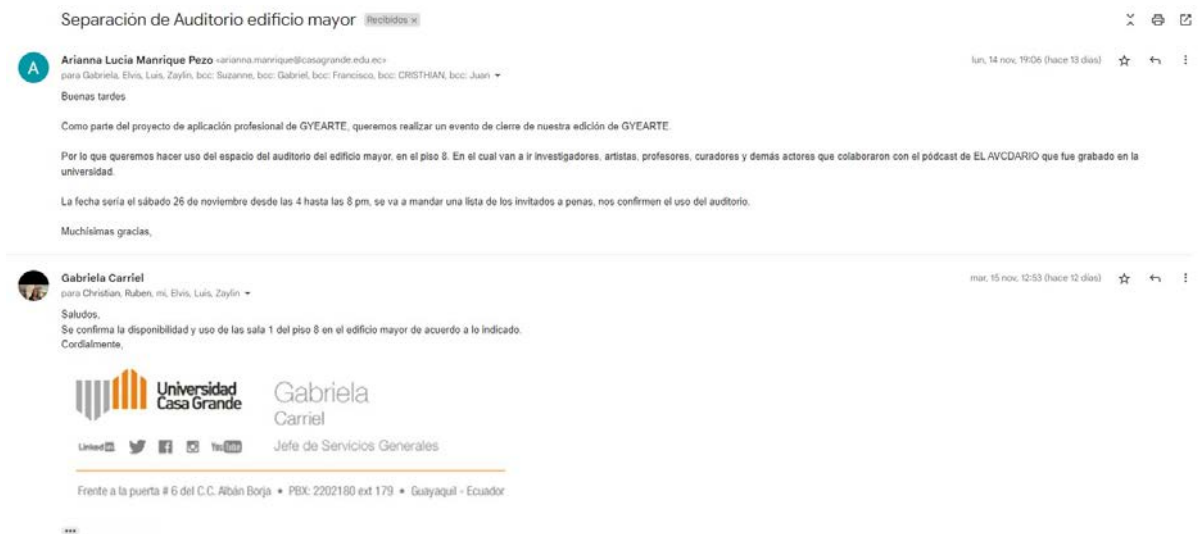 Separación de Auditorio edificio mayor Recibidos x
A
Arianna Lucia Manrique Pezo <arianna.manrique@casagrande.edu.ec>
lun, 14 nov, 19:06 (hace 13 días)
para Gabriela, Elvis, Luis, Zaylin, bcc: Suzanne, bcc: Gabriel, bcc: Francisco, bcc: CRISTHIAN, bcc: Juan
Buenas tardes
Como parte del proyecto de aplicación profesional de GYEARTE, queremos realizar un evento de cierre de nuestra edición de GYEARTE.
Por lo que queremos hacer uso del espacio del auditorio del edificio mayor, en el piso 8. En el cual van a ir investigadores, artistas, profesores, curadores y demás actores que colaboraron con el pódcast de EL AVCDARIO que fue grabado en la
universidad.
La fecha sería el sábado 26 de noviembre desde las 4 hasta las 8 pm, se va a mandar una lista de los invitados a penas, nos confirmen el uso del auditorio.
Muchísimas gracias,
Gabriela Carriel
mar, 15 nov, 12:53 (hace 12 días)
para Christian, Ruben, mi, Elvis, Luis, Zaylin
Saludos,
Se confirma la disponibilidad y uso de las sala 1 del piso 8 en el edificio mayor de acuerdo a lo indicado.
Cordialmente,
Universidad
Casa Grande
Gabriela
Carriel
Linked in YouTube
Jefe de Servicios Generales
Frente a la puerta # 6 del C.C. Albán Borja • PBX: 2202180 ext 179 • Guayaquil - Ecuador